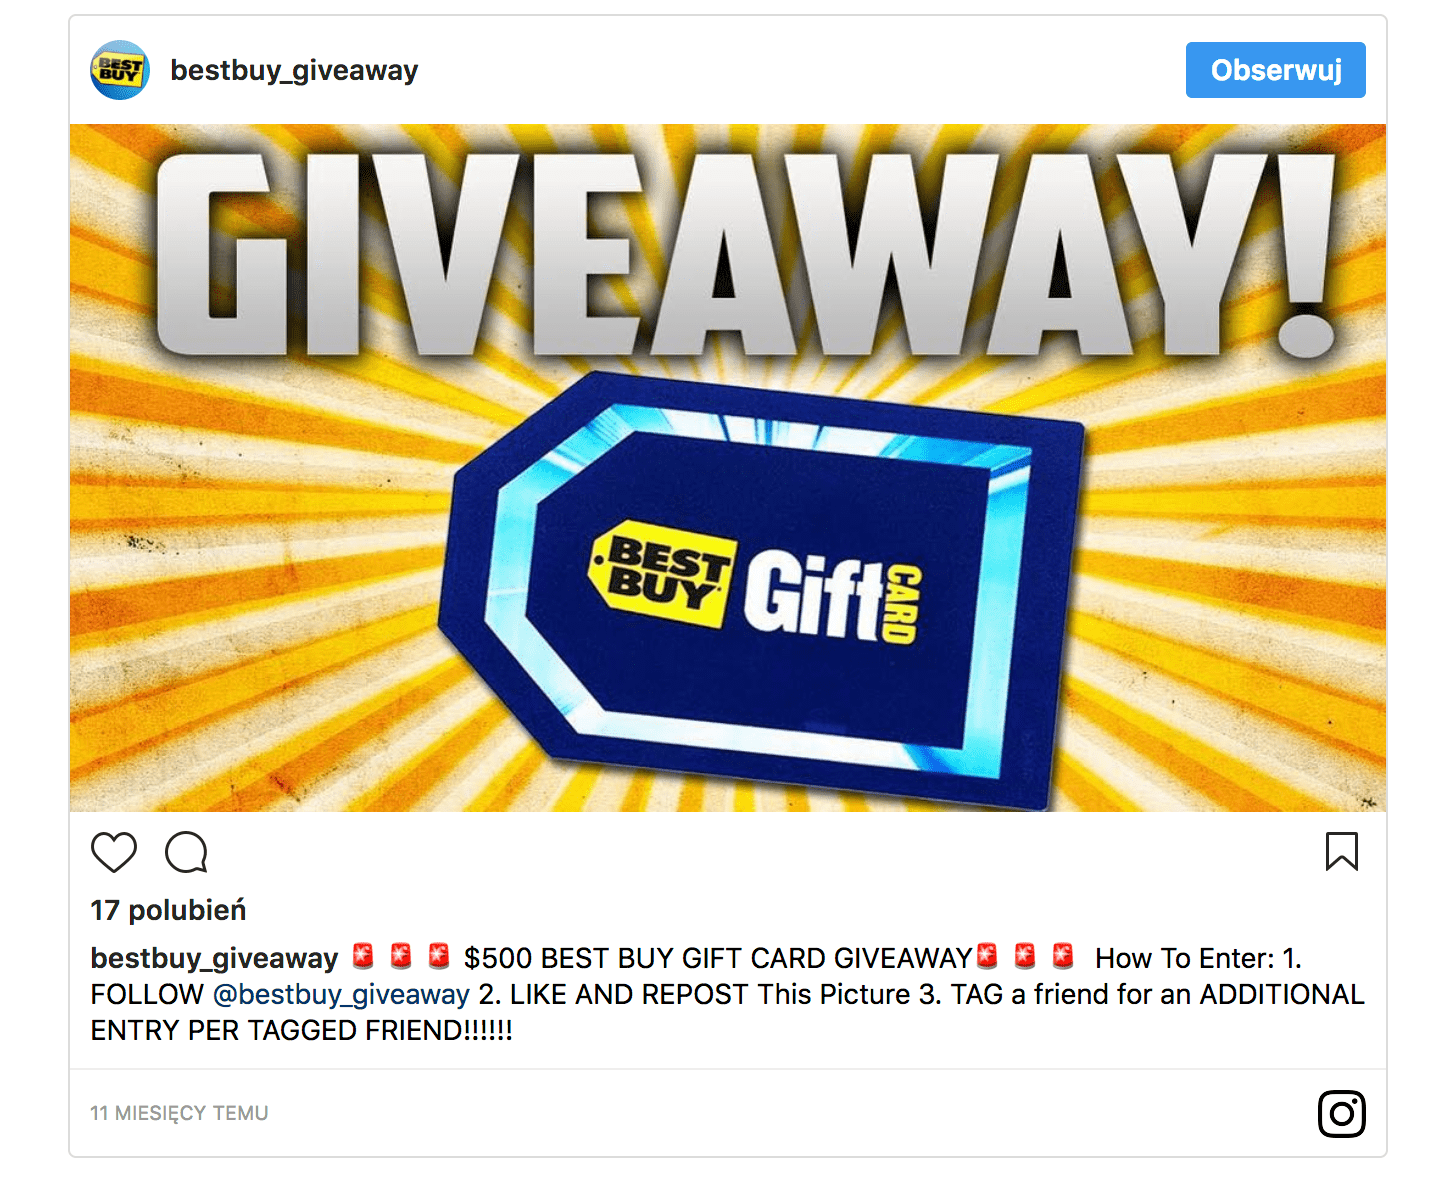 BEST
BUY
bestbuy_giveaway
Obserwuj
GIVEAWAY!
BEST
BUY
Gift
CARD
17 polubień
bestbuy_giveaway 🚨 🚨 🚨 $500 BEST BUY GIFT CARD GIVEAWAY🚨 🚨 🚨 How To Enter: 1.
FOLLOW @bestbuy_giveaway 2. LIKE AND REPOST This Picture 3. TAG a friend for an ADDITIONAL
ENTRY PER TAGGED FRIEND!!!!!!
11 MIESIĘCY TEMU